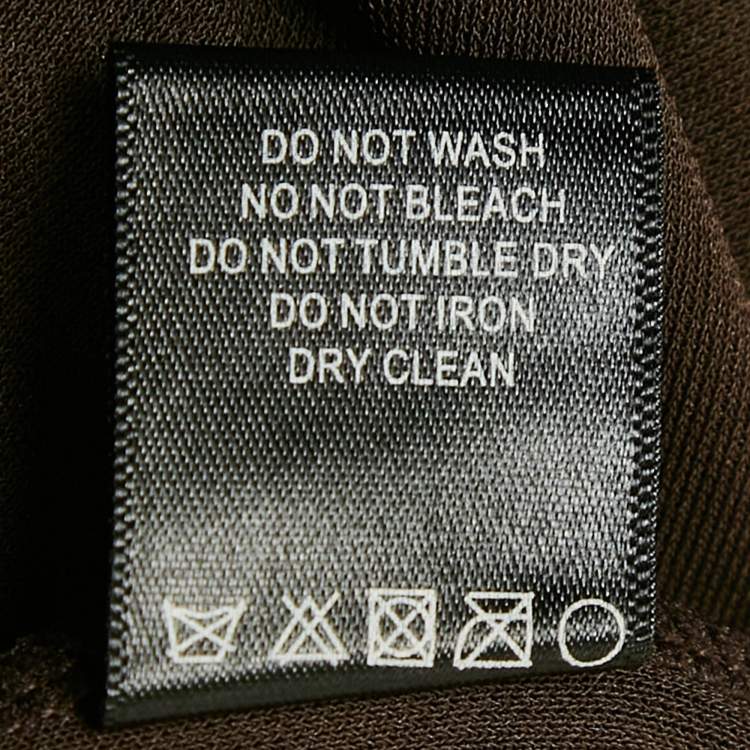 DO NOT WASH
NO NOT BLEACH
DO NOT TUMBLE DRY
DO NOT IRON
DRY CLEAN